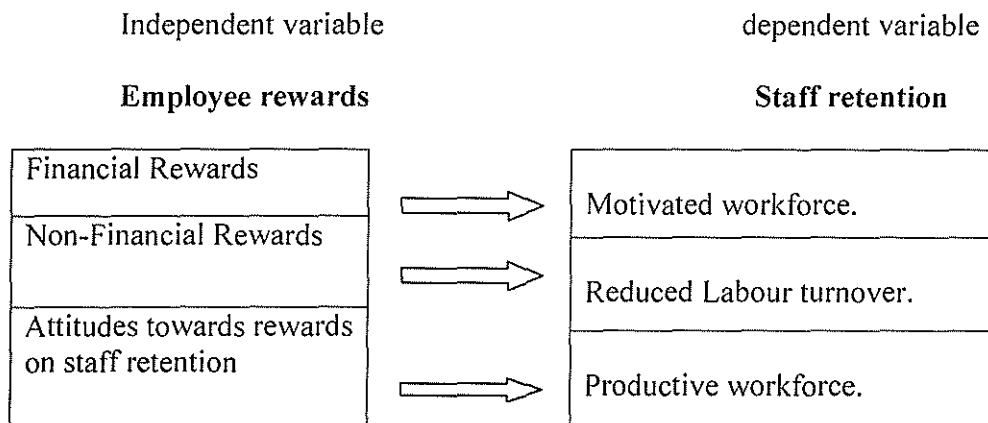 Independent variable
dependent variable
Employee rewards
Staff retention
Financial Rewards
Non-Financial Rewards
Attitudes towards rewards
on staff retention
Motivated workforce.
Reduced Labour turnover.
Productive workforce.